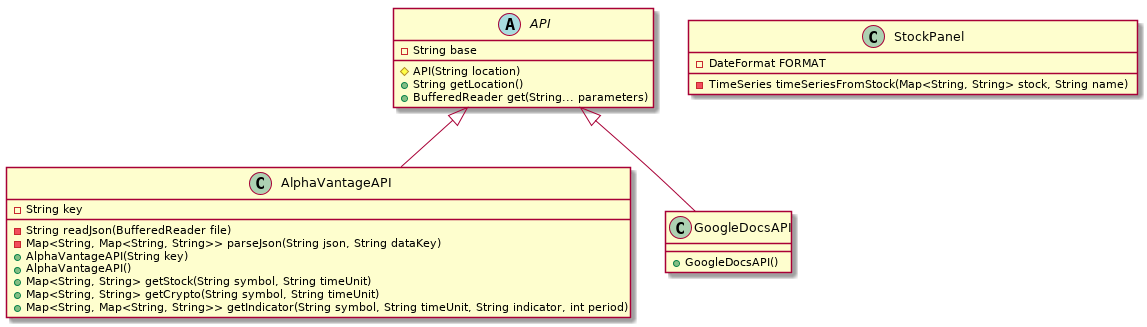 A API
String base
API(String location)
String getLocation()
BufferedReader get(String... parameters)
C StockPanel
DateFormat FORMAT
TimeSeries timeSeriesFromStock(Map<String, String> stock, String name)
C AlphaVantageAPI
String key
String readJson(BufferedReader file)
Map<String, Map<String, String>> parseJson(String json, String dataKey)
AlphaVantageAPI(String key)
AlphaVantageAPI()
Map<String, String> getStock(String symbol, String timeUnit)
Map<String, String> getCrypto(String symbol, String timeUnit)
Map<String, Map<String, String>> getIndicator(String symbol, String timeUnit, String indicator, int period)
C GoogleDocsAPI
GoogleDocsAPI()